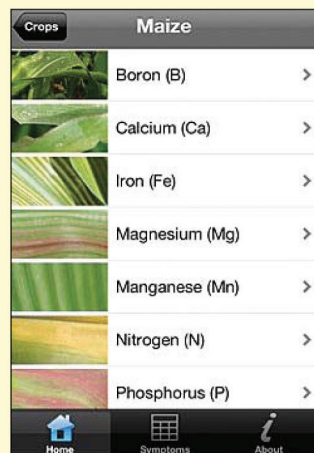 Crops
Maize
Boron (B)
Calcium (Ca)
Iron (Fe)
Magnesium (Mg)
Manganese (Mn)
Nitrogen (N)
Phosphorus (P)
Home
Symptoms
About